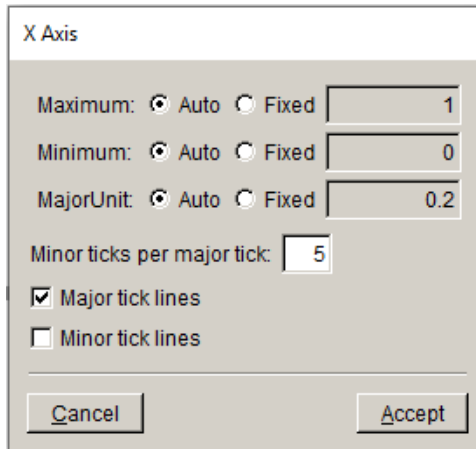 X Axis
Maximum: Auto Fixed 1
Minimum: Auto Fixed 0
MajorUnit: Auto Fixed 0.2
Minor ticks per major tick: 5
Major tick lines
Minor tick lines
Cancel Accept